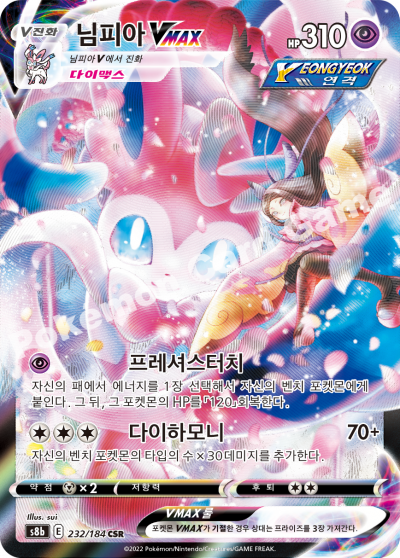 V진화
님피아 VMAX
HP 310
님피아V에서 진화
다이맥스
YEONGYEOK
연격
프레셔스터치
자신의 패에서 에너지를 1장 선택해서 자신의 벤치 포켓몬에게
붙인다. 그 뒤, 그 포켓몬의 HP를 「120」 회복한다.
다이하모니 70+
자신의 벤치 포켓몬의 타입의 수×30데미지를 추가한다.
약점 ×2 저항력 후퇴
Illus. sui
VMAX 룰
s8b E 232/184 CSR
포켓몬 VMAX가 기절한 경우 상대는 프라이즈를 3장 가져간다.
©2022 Pokémon/Nintendo/Creatures/GAME FREAK.